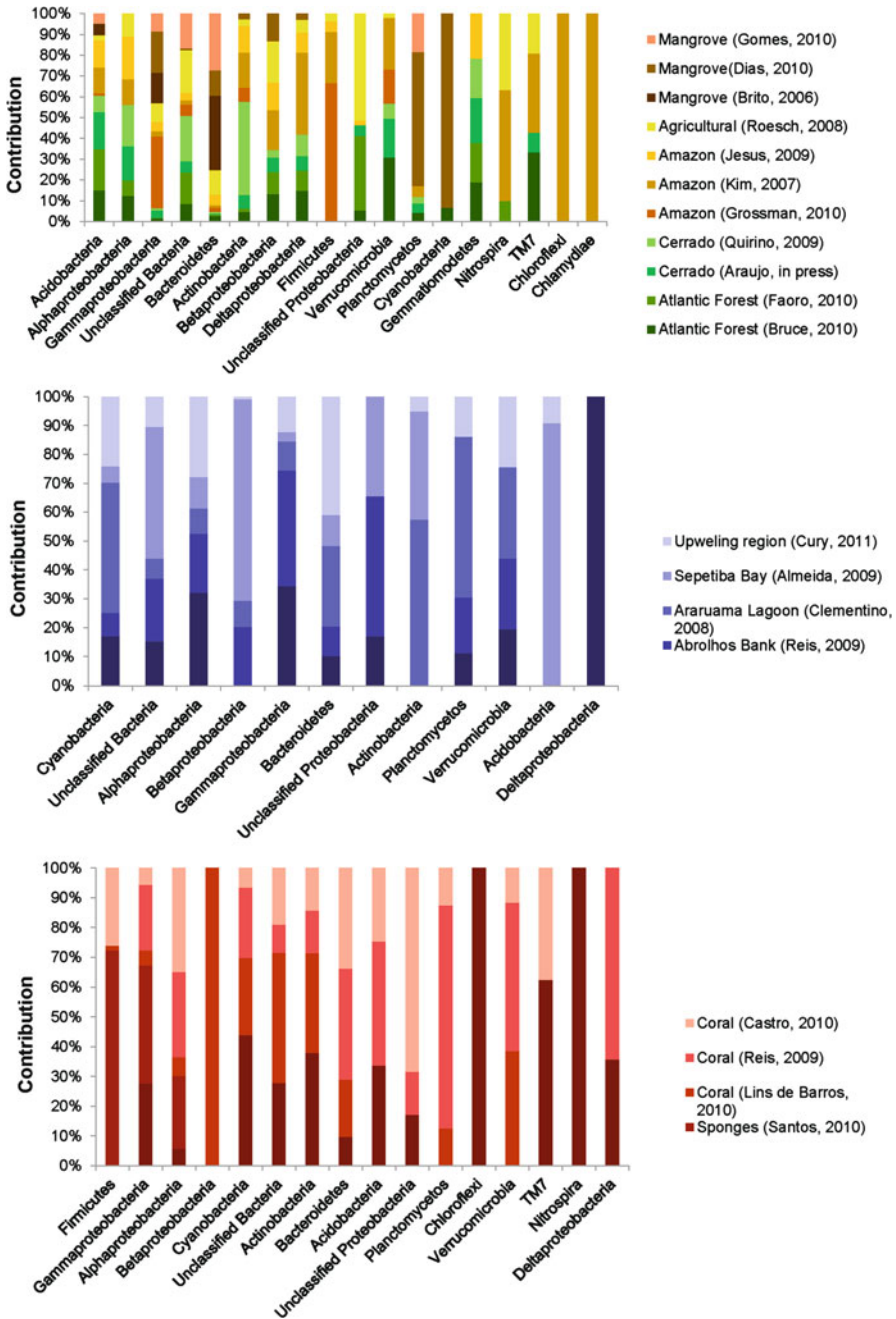 Contribution
100%
90%
80%
70%
60%
50%
40%
30%
20%
10%
0%
Acidobacteria
Alphaproteobacteria
Gammaproteobacteria
Unclassified Bacteria
Bacteroidetes
Actinobacteria
Betaproteobacteria
Deltaproteobacteria
Firmicutes
Unclassified Proteobacteria
Verrucomicrobia
Planctomycetos
Cyanobacteria
Gemmatiomodetes
Nitrospira
TM7
Chloroflexi
Chlamydiae
Mangrove (Gomes, 2010)
Mangrove(Dias, 2010)
Mangrove (Brito, 2006)
Agricultural (Roesch, 2008)
Amazon (Jesus, 2009)
Amazon (Kim, 2007)
Amazon (Grossman, 2010)
Cerrado (Quirino, 2009)
Cerrado (Araujo, in press)
Atlantic Forest (Faoro, 2010)
Atlantic Forest (Bruce, 2010)
Contribution
100%
90%
80%
70%
60%
50%
40%
30%
20%
10%
0%
Cyanobacteria
Unclassified Bacteria
Alphaproteobacteria
Betaproteobacteria
Gammaproteobacteria
Bacteroidetes
Unclassified Proteobacteria
Actinobacteria
Planctomycetos
Verrucomicrobia
Acidobacteria
Deltaproteobacteria
Upweling region (Cury, 2011)
Sepetiba Bay (Almeida, 2009)
Araruama Lagoon (Clementino,
2008)
Abrolhos Bank (Reis, 2009)
Contribution
100%
90%
80%
70%
60%
50%
40%
30%
20%
10%
0%
Firmicutes
Gammaproteobacteria
Alphaproteobacteria
Betaproteobacteria
Cyanobacteria
Unclassified Bacteria
Actinobacteria
Bacteroidetes
Acidobacteria
Unclassified Proteobacteria
Planctomycetos
Chloroflexi
Verrucomicrobia
TM7
Nitrospira
Deltaproteobacteria
Coral (Castro, 2010)
Coral (Reis, 2009)
Coral (Lins de Barros,
2010)
Sponges (Santos, 2010)